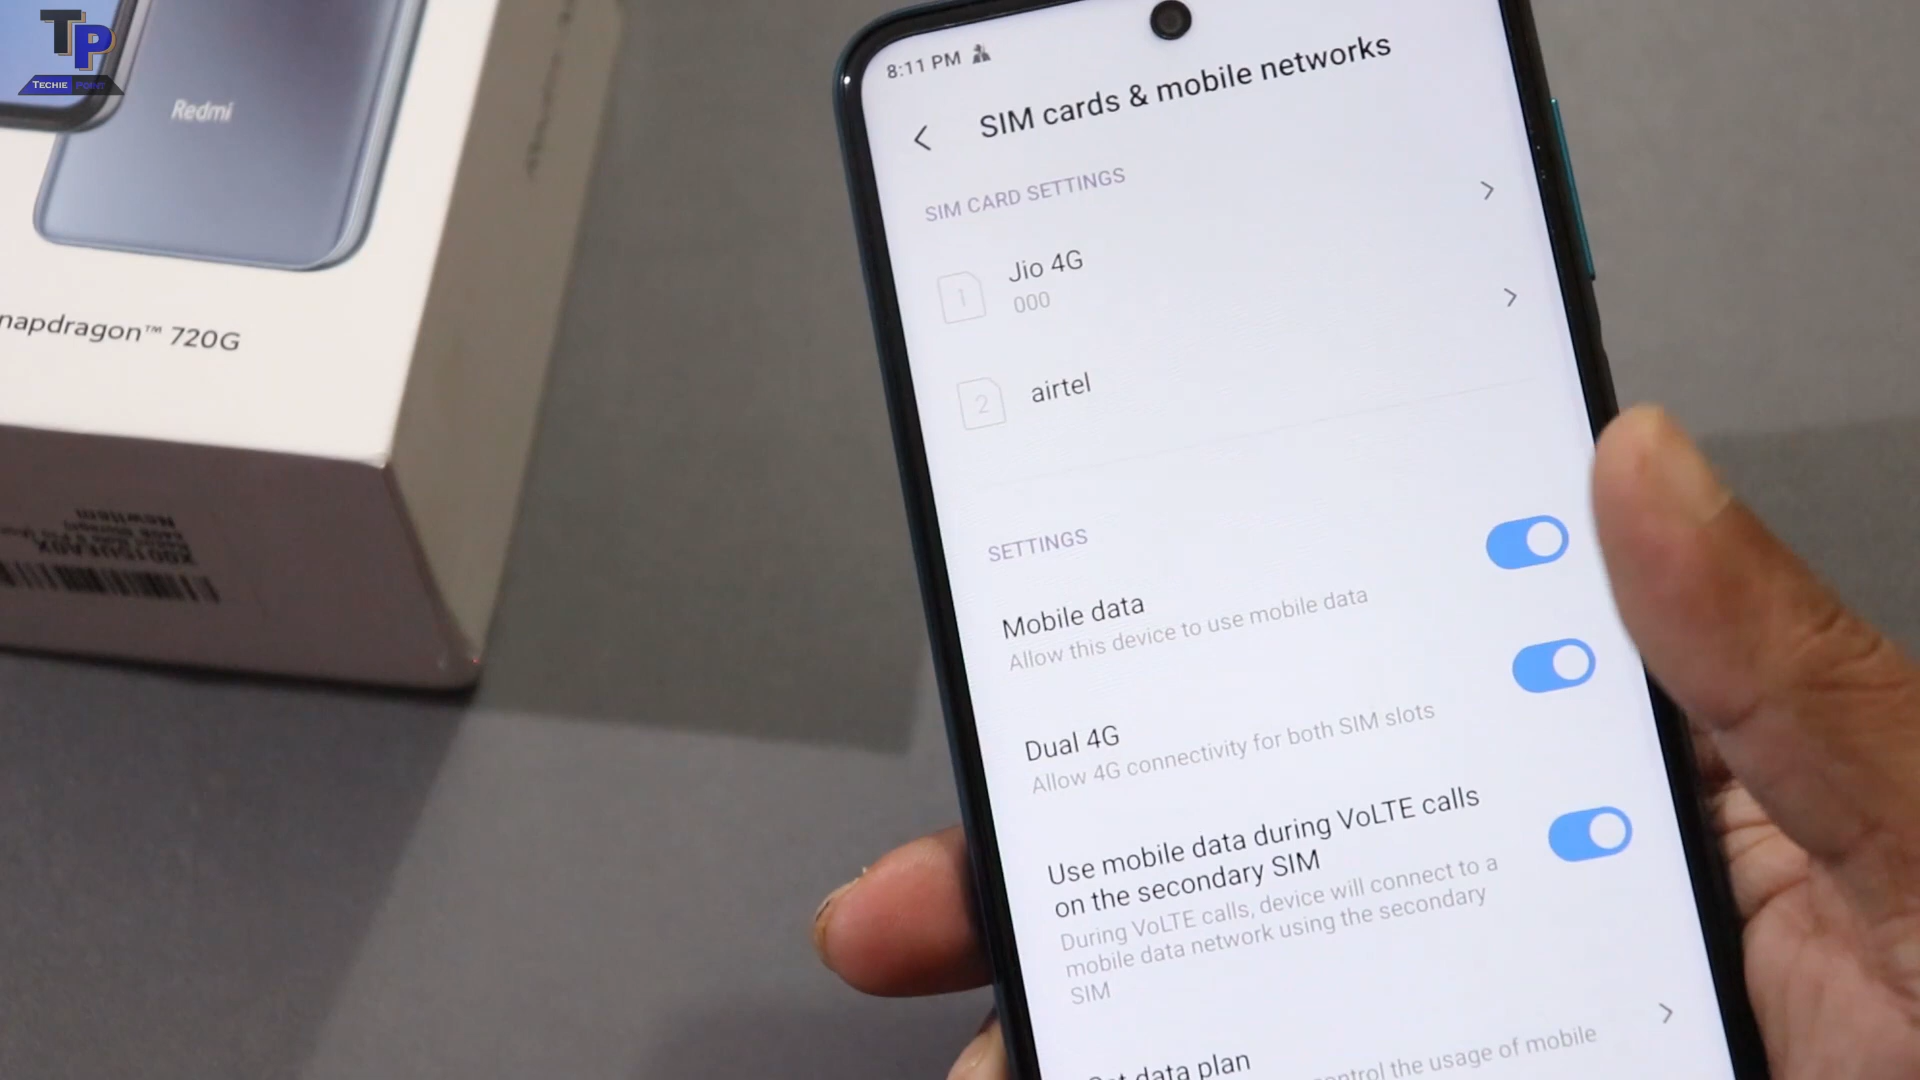 TP
TECHIE POINT
Redmi
napdragon™ 720G
8:11 PM
SIM cards & mobile networks
SIM CARD SETTINGS
1
Jio 4G
000
2
airtel
SETTINGS
Mobile data
Allow this device to use mobile data
Dual 4G
Allow 4G connectivity for both SIM slots
Use mobile data during VoLTE calls
on the secondary SIM
During VoLTE calls, device will connect to a
mobile data network using the secondary
SIM
data plan
the usage of mobile
NewItem